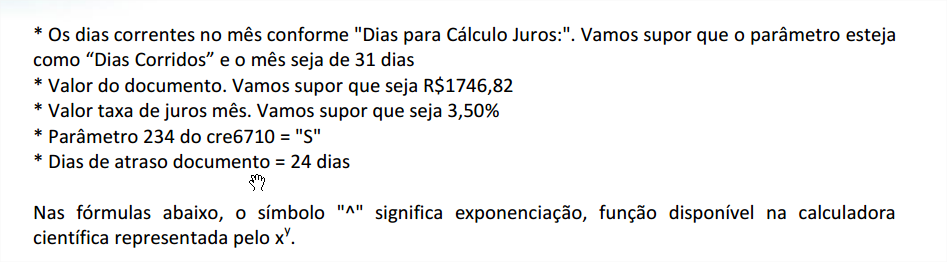 * Os dias correntes no mês conforme "Dias para Cálculo Juros:". Vamos supor que o parâmetro esteja
como “Dias Corridos” e o mês seja de 31 dias
* Valor do documento. Vamos supor que seja R$1746,82
* Valor taxa de juros mês. Vamos supor que seja 3,50%
* Parâmetro 234 do cre6710 = "S"
* Dias de atraso documento = 24 dias
Nas fórmulas abaixo, o símbolo "^" significa exponenciação, função disponível na calculadora
científica representada pelo xʸ.